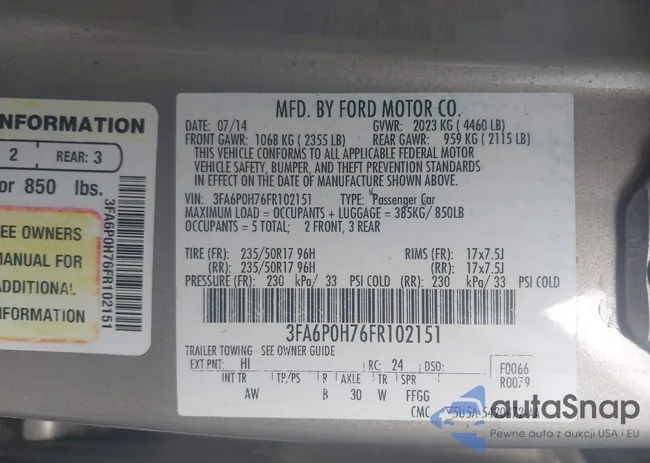 NFORMATION
2 REAR: 3
or 850 lbs.
EE OWNERS
MANUAL FOR
ADDITIONAL
NFORMATION
3FA6P0H76FR102151
MFD. BY FORD MOTOR CO.
DATE: 07/14 GVWR: 2023 KG ( 4460 LB)
FRONT GAWR: 1068 KG ( 2355 LB) REAR GAWR: 959 KG ( 2115 LB)
THIS VEHICLE CONFORMS TO ALL APPLICABLE FEDERAL MOTOR
VEHICLE SAFETY, BUMPER, AND THEFT PREVENTION STANDARDS
IN EFFECT ON THE DATE OF MANUFACTURE SHOWN ABOVE.
VIN: 3FA6P0H76FR102151 TYPE: Passenger Car
MAXIMUM LOAD = OCCUPANTS + LUGGAGE = 385KG/ 850LB
OCCUPANTS = 5 TOTAL; 2 FRONT, 3 REAR
TIRE (FR): 235/50R17 96H RIMS (FR): 17x7.5J
(RR): 235/50R17 96H (RR): 17x7.5J
PRESSURE (FR): 230 kPa/ 33 PSI COLD (RR) 230 kPa/ 33 PSI COLD
3FA6P0H76FR102151
TRAILER TOWING - SEE OWNER GUIDE
EXT PNT: HI RC: 24 DSO: F0066
R0079
INT TR TP/PS R AXLE TR SPR
AW B 30 W FFGG
CMC
autoSnap
Pewne auto z aukcji USA i EU